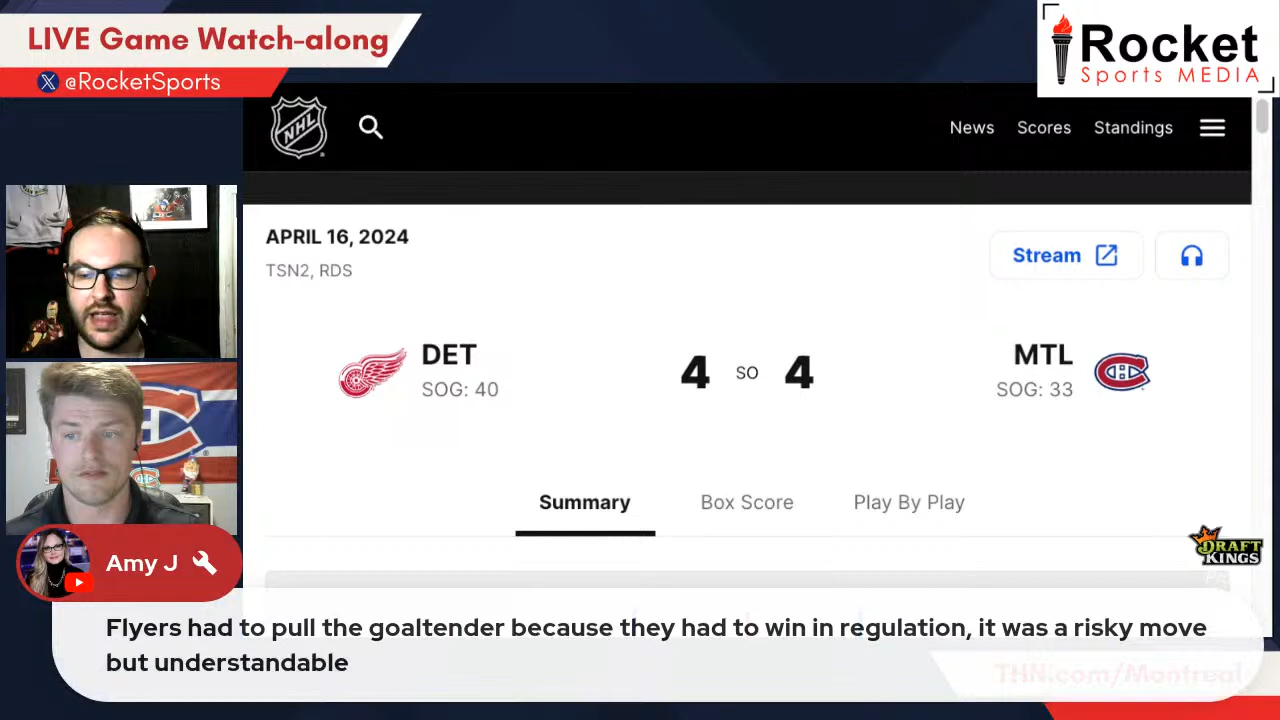 LIVE Game Watch-along
@RocketSports
Rocket
Sports MEDIA
NHL
News Scores Standings
APRIL 16, 2024
TSN2, RDS
Stream
DET
SOG: 40
4 SO 4
MTL
SOG: 33
Summary Box Score Play By Play
DRAFT
KINGS
Amy J
Flyers had to pull the goaltender because they had to win in regulation, it was a risky move
but understandable
THN.com/Montreal